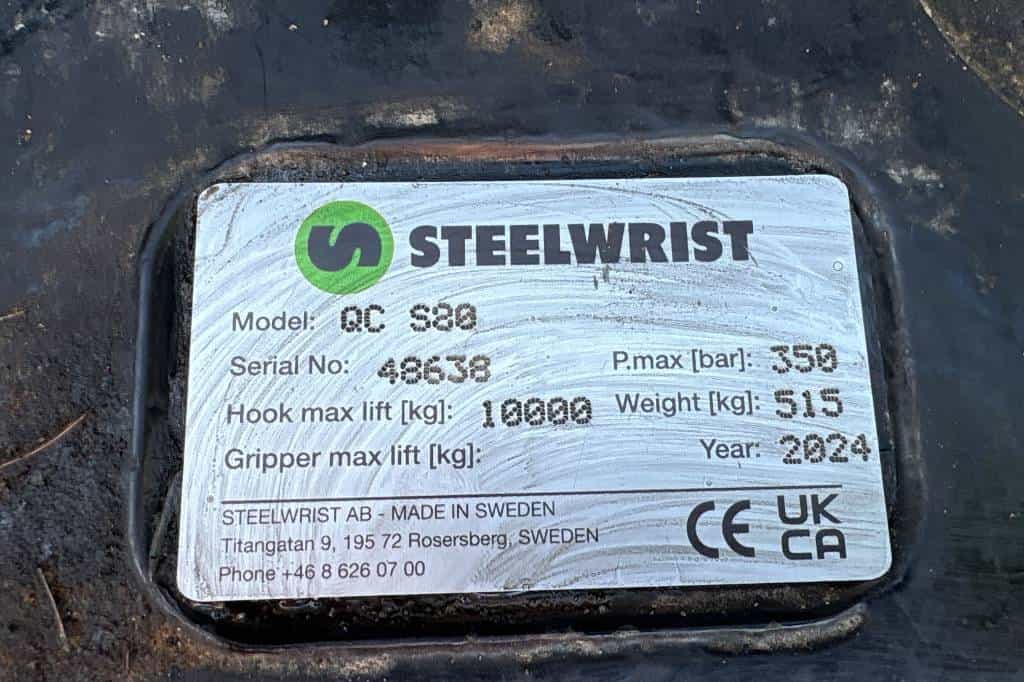 STEELWRIST
Model: QC S80
Serial No: 48638 P.max [bar]: 350
Hook max lift [kg]: 10000 Weight [kg]: 515
Gripper max lift [kg]: Year: 2024
STEELWRIST AB - MADE IN SWEDEN
Titangatan 9, 195 72 Rosersberg, SWEDEN
Phone +46 8 626 07 00
CE UK
CA